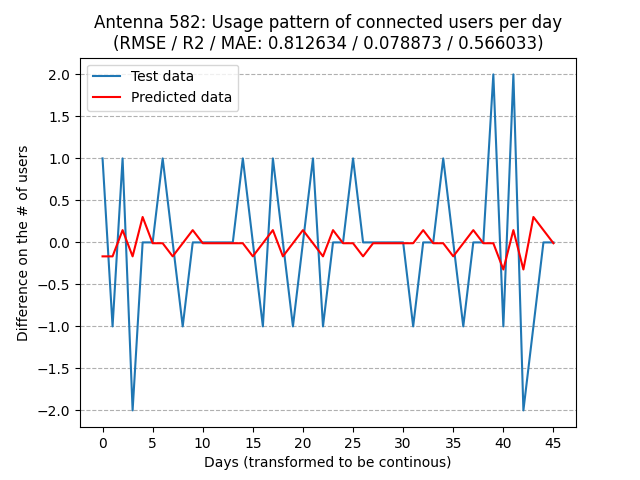 Antenna 582: Usage pattern of connected users per day
(RMSE / R2 / MAE: 0.812634 / 0.078873 / 0.566033)
Test data
Predicted data
Difference on the # of users
2.0
1.5
1.0
0.5
0.0
−0.5
−1.0
−1.5
−2.0
0 5 10 15 20 25 30 35 40 45
Days (transformed to be continous)